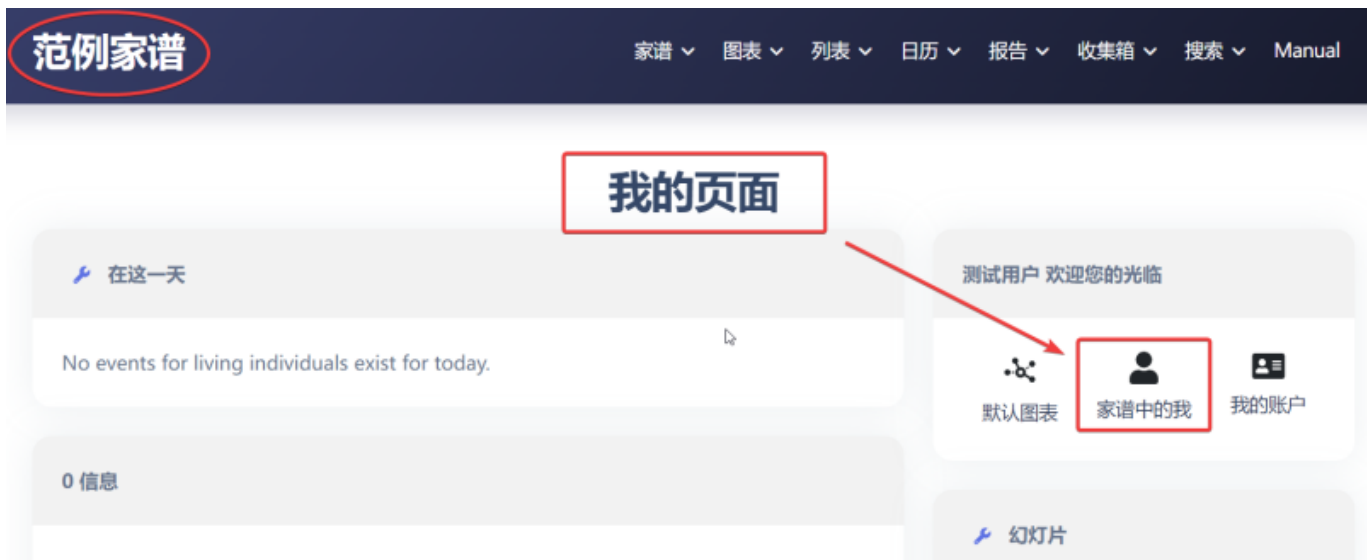 范例家谱
家谱 图表 列表 日历 报告 收集箱 搜索 Manual
我的页面
在这一天
No events for living individuals exist for today.
0 信息
测试用户 欢迎您的光临
默认图表 家谱中的我 我的账户
幻灯片